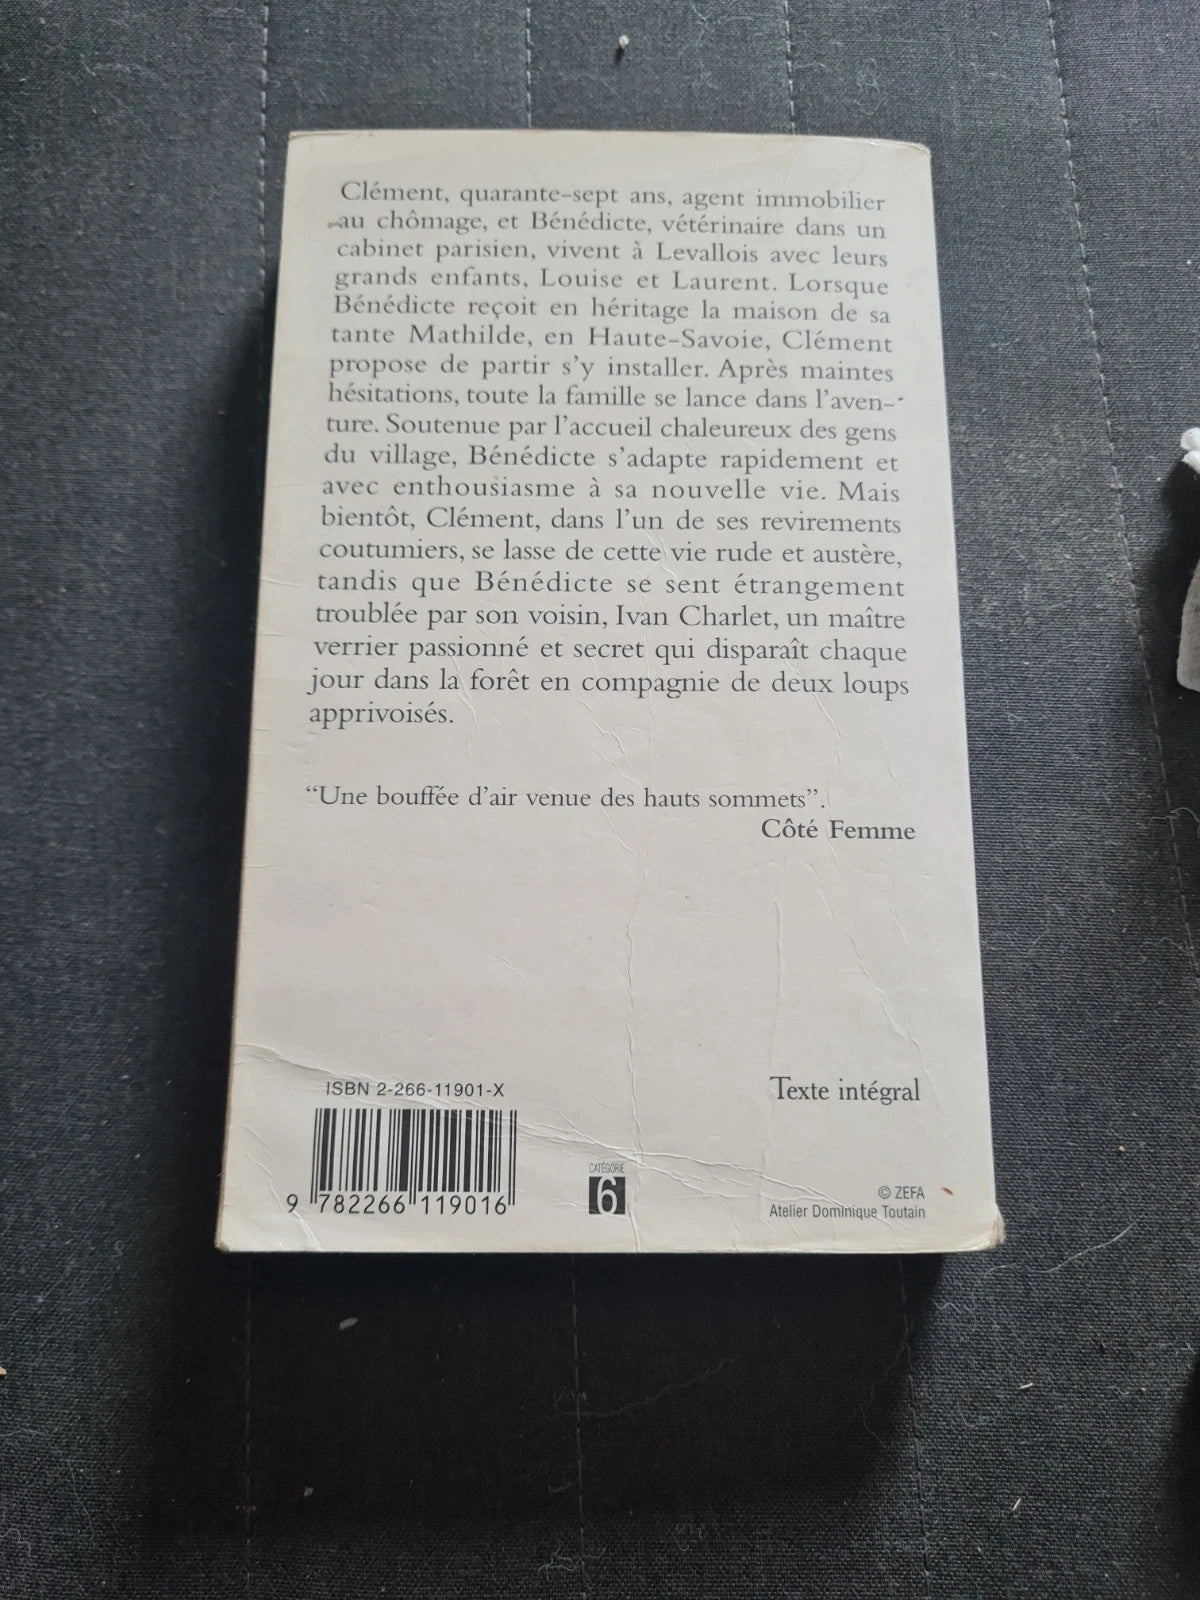 Clément, quarante-sept ans, agent immobilier
au chômage, et Bénédicte, vétérinaire dans un
cabinet parisien, vivent à Levallois avec leurs
grands enfants, Louise et Laurent. Lorsque
Bénédicte reçoit en héritage la maison de sa
tante Mathilde, en Haute-Savoie, Clément
propose de partir s'y installer. Après maintes
hésitations, toute la famille se lance dans l'aven-
ture. Soutenue par l'accueil chaleureux des gens
du village, Bénédicte s'adapte rapidement et
avec enthousiasme à sa nouvelle vie. Mais
bientôt, Clément, dans l'un de ses revirements
coutumiers, se lasse de cette vie rude et austère,
tandis que Bénédicte se sent étrangement
troublée par son voisin, Ivan Charlet, un maître
verrier passionné et secret qui disparaît chaque
jour dans la forêt en compagnie de deux loups
apprivoisés.
“Une bouffée d'air venue des hauts sommets”.
Côté Femme
ISBN 2-266-11901-X
9 782266 119016
CATÉGORIE
6
Texte intégral
© ZEFA
Atelier Dominique Toutain